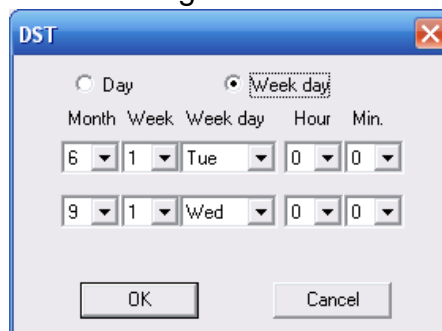 DST
Day Week day
Month Week Week day Hour Min.
6 1 Tue 0 0
9 1 Wed 0 0
OK Cancel